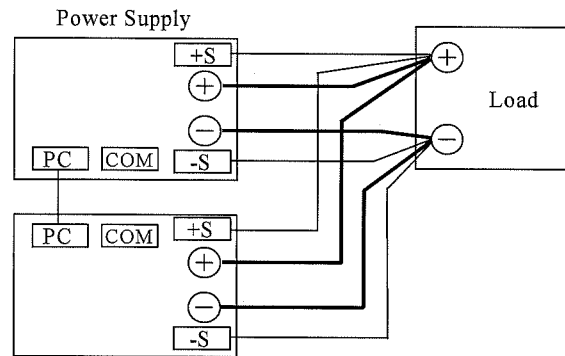 Power Supply
+S
+
−
PC COM
-S
PC COM
+S
+
−
-S
+
Load
−